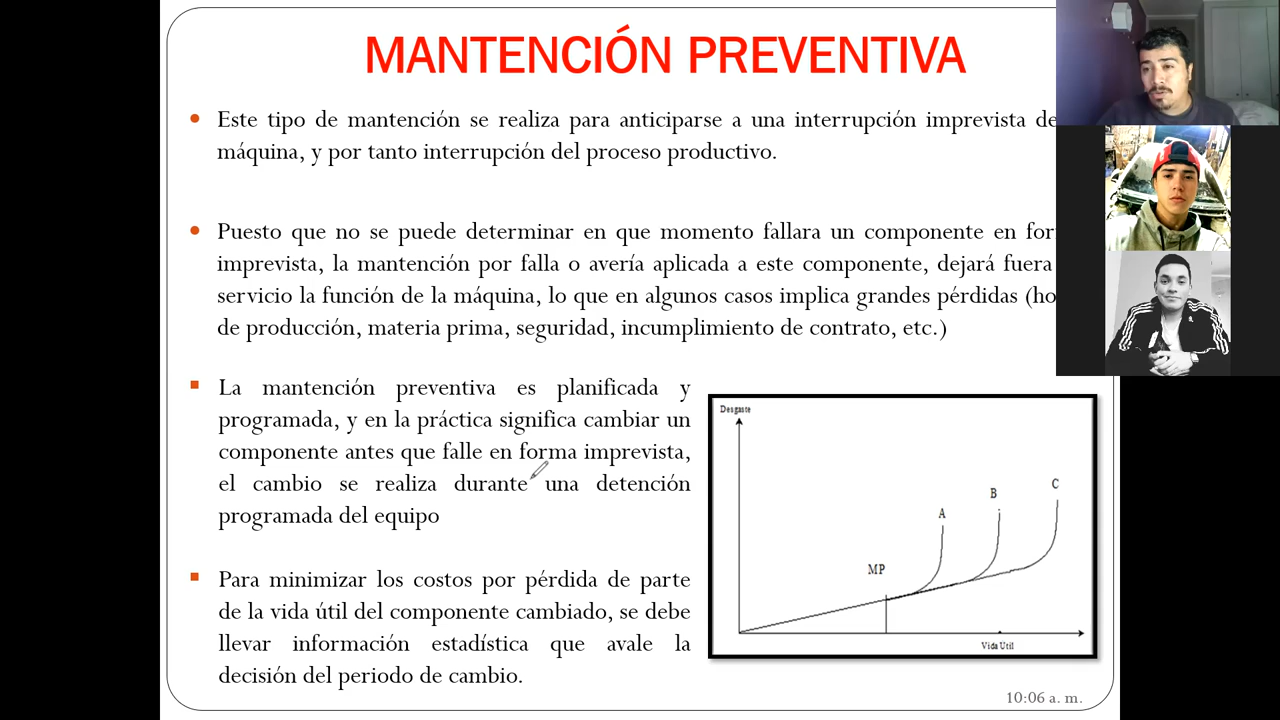 MANTENCIÓN PREVENTIVA
Este tipo de mantención se realiza para anticiparse a una interrupción imprevista de
máquina, y por tanto interrupción del proceso productivo.
Puesto que no se puede determinar en que momento fallara un componente en
imprevista, la mantención por falla o avería aplicada a este componente, dejará fuera
servicio la función de la máquina, lo que en algunos casos implica grandes pérdidas
de producción, materia prima, seguridad, incumplimiento de contrato, etc.)
La mantención preventiva es planificada y
programada, y en la práctica significa cambiar un
componente antes que falle en forma imprevista,
el cambio se realiza durante una detención
programada del equipo
Para minimizar los costos por pérdida de parte
de la vida útil del componente cambiado, se debe
llevar información estadística que avale la
decisión del periodo de cambio.
Desgaste
A
B
C
MP
Vida Util
10:06 a. m.